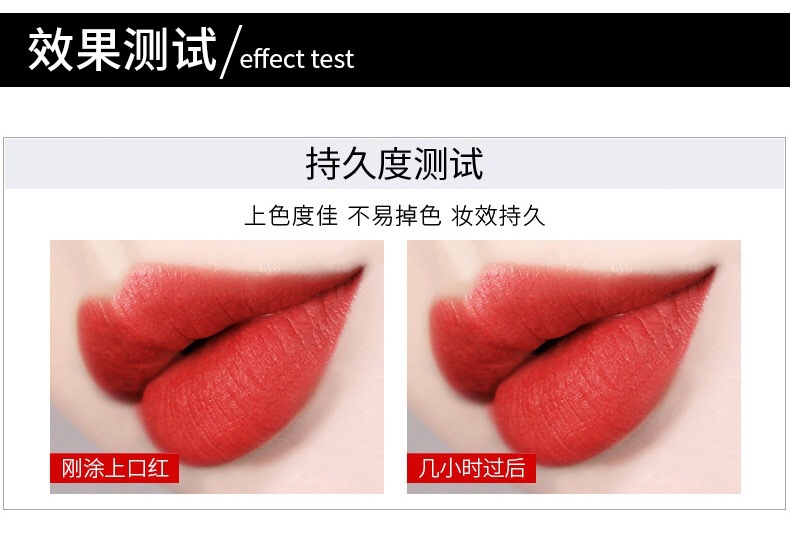 效果测试/effect test
持久度测试
上色度佳 不易掉色 妆效持久
刚涂上口红
几小时过后